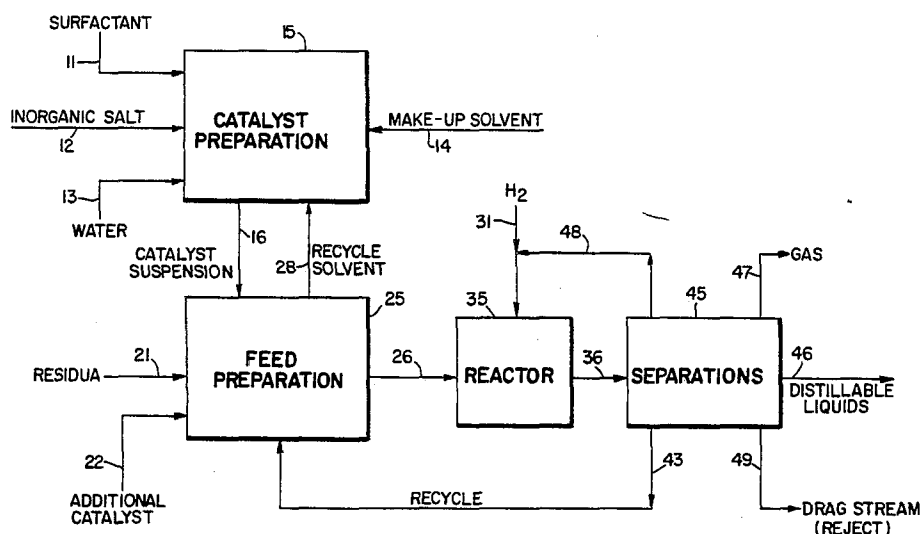 SURFACTANT
11
15
INORGANIC SALT
12
CATALYST
PREPARATION
MAKE-UP SOLVENT
14
13
WATER
16
CATALYST
SUSPENSION
28
RECYCLE
SOLVENT
H2
31
48
GAS
47
25
35
45
RESIDUA
21
FEED
PREPARATION
26
REACTOR
36
SEPARATIONS
46
DISTILLABLE
LIQUIDS
22
ADDITIONAL
CATALYST
RECYCLE
43
49
DRAG STREAM
(REJECT)